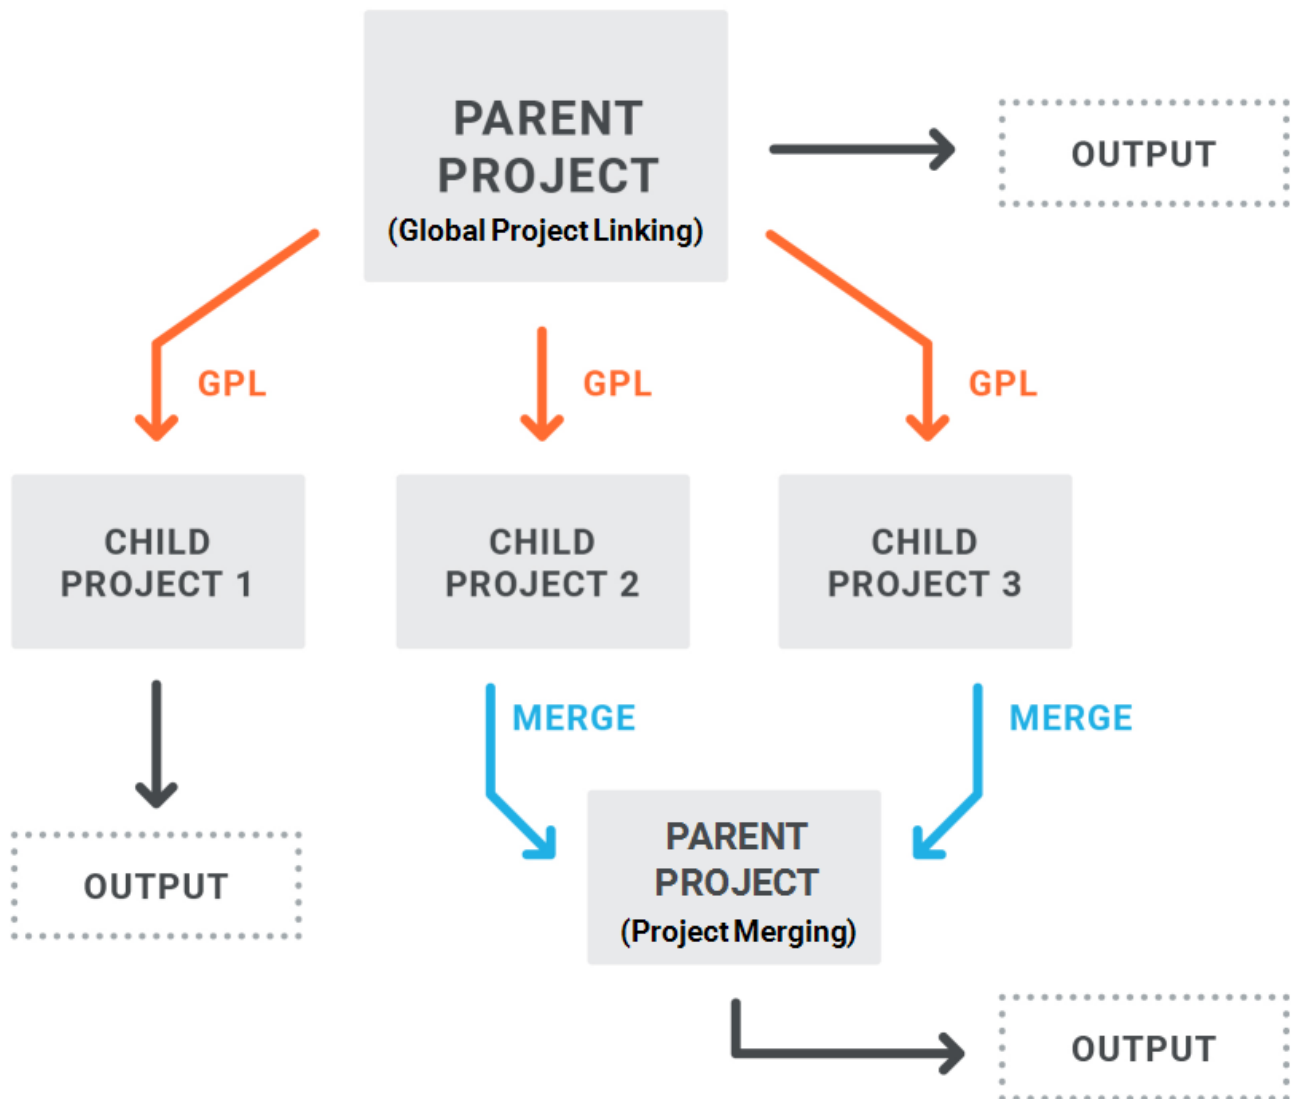 PARENT
PROJECT
(Global Project Linking)
OUTPUT
GPL
GPL
GPL
CHILD
PROJECT 1
CHILD
PROJECT 2
CHILD
PROJECT 3
MERGE
MERGE
OUTPUT
PARENT
PROJECT
(Project Merging)
OUTPUT